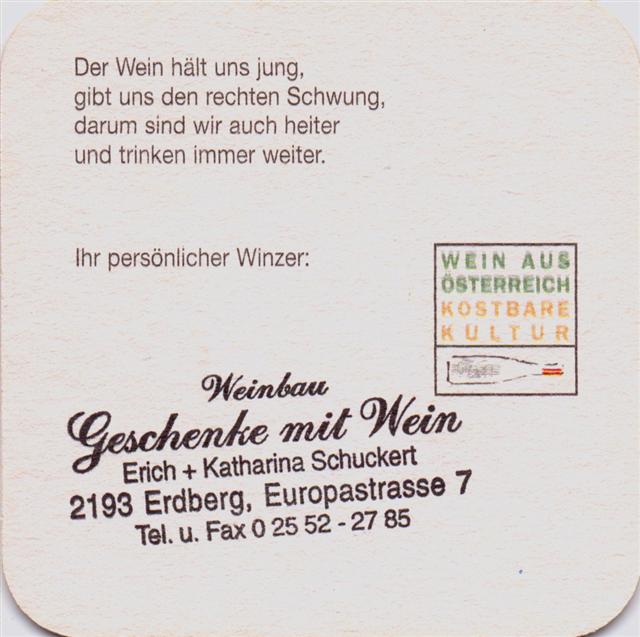 Der Wein hält uns jung,
gibt uns den rechten Schwung,
darum sind wir auch heiter
und trinken immer weiter.
Ihr persönlicher Winzer:
WEIN AUS
ÖSTERREICH
KOSTBARE
KULTUR
Weinbau
Geschenke mit Wein
Erich + Katharina Schuckert
2193 Erdberg, Europastrasse 7
Tel. u. Fax 0 25 52 - 27 85